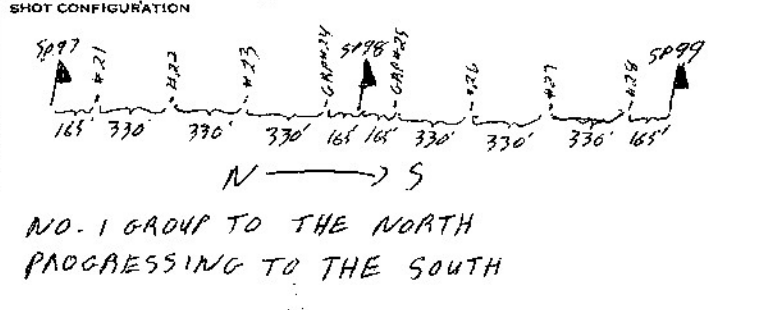 SHOT CONFIGURATION
SP97 #21 #22 #23 GRP#24 SP98 GRP#25 #26 #27 #28 SP99
165' 330' 330' 330' 165' 165' 330' 330' 330' 165'
N S
NO. 1 GROUP TO THE NORTH
PROGRESSING TO THE SOUTH